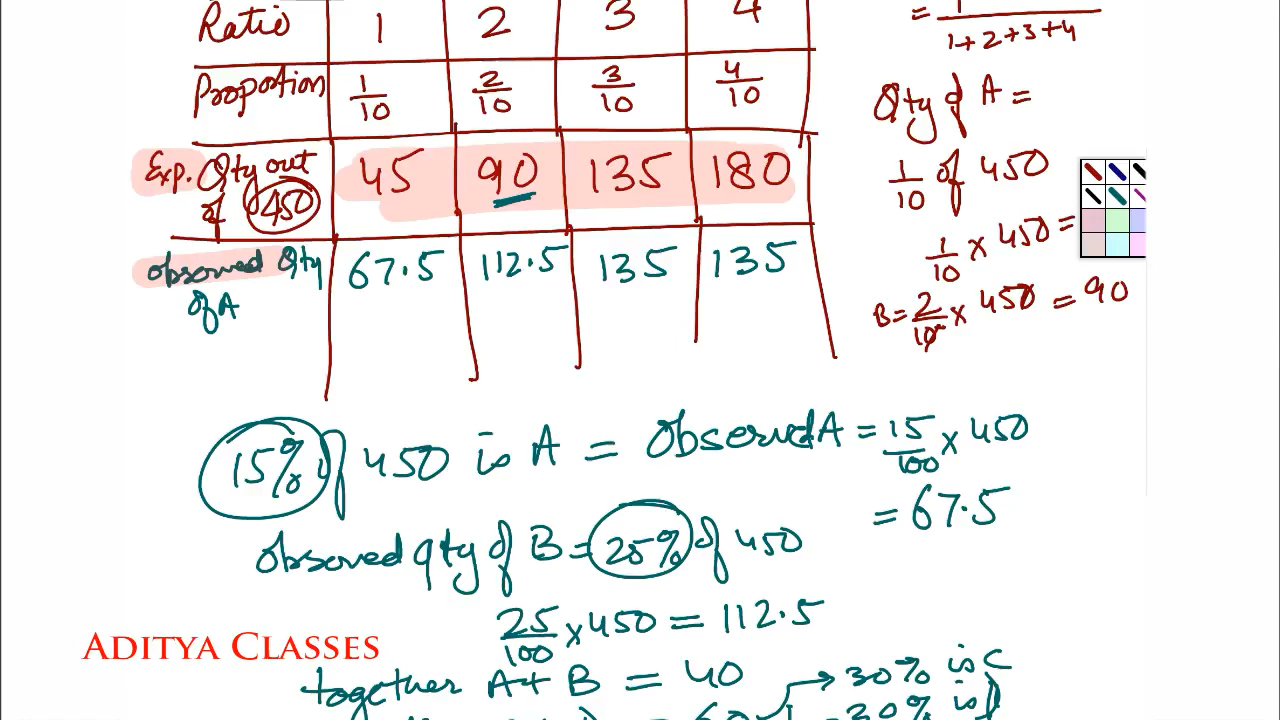 Ratio 1 2 3 4
Proportion 1/10 2/10 3/10 4/10
Exp. Qty out of 450 45 90 135 180
observed Qty of A 67.5 112.5 135 135
= 1/1+2+3+4
Qty of A =
1/10 of 450
1/10 × 450 =
B = 2/10 × 450 = 90
15% of 450 is A = Observed A = 15/100 × 450
= 67.5
observed qty of B = 25% of 450
25/100 × 450 = 112.5
ADITYA CLASSES
together A+ B = 40 → 30% is C
= 60 30% is D